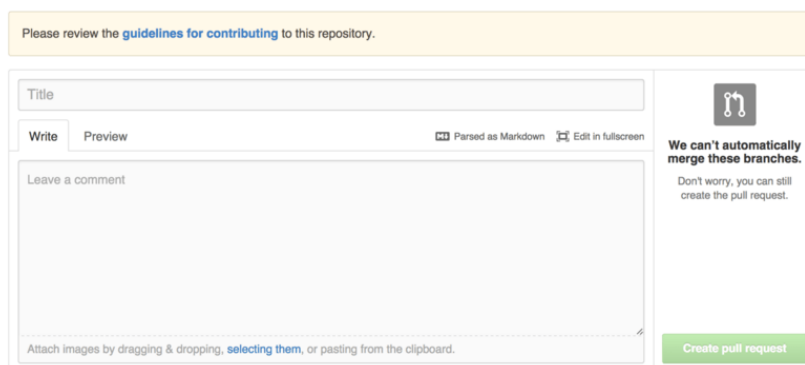 Please review the guidelines for contributing to this repository.
Title
Write Preview Parsed as Markdown Edit in fullscreen
Leave a comment
Attach images by dragging & dropping, selecting them, or pasting from the clipboard.
We can't automatically
merge these branches.
Don't worry, you can still
create the pull request.
Create pull request